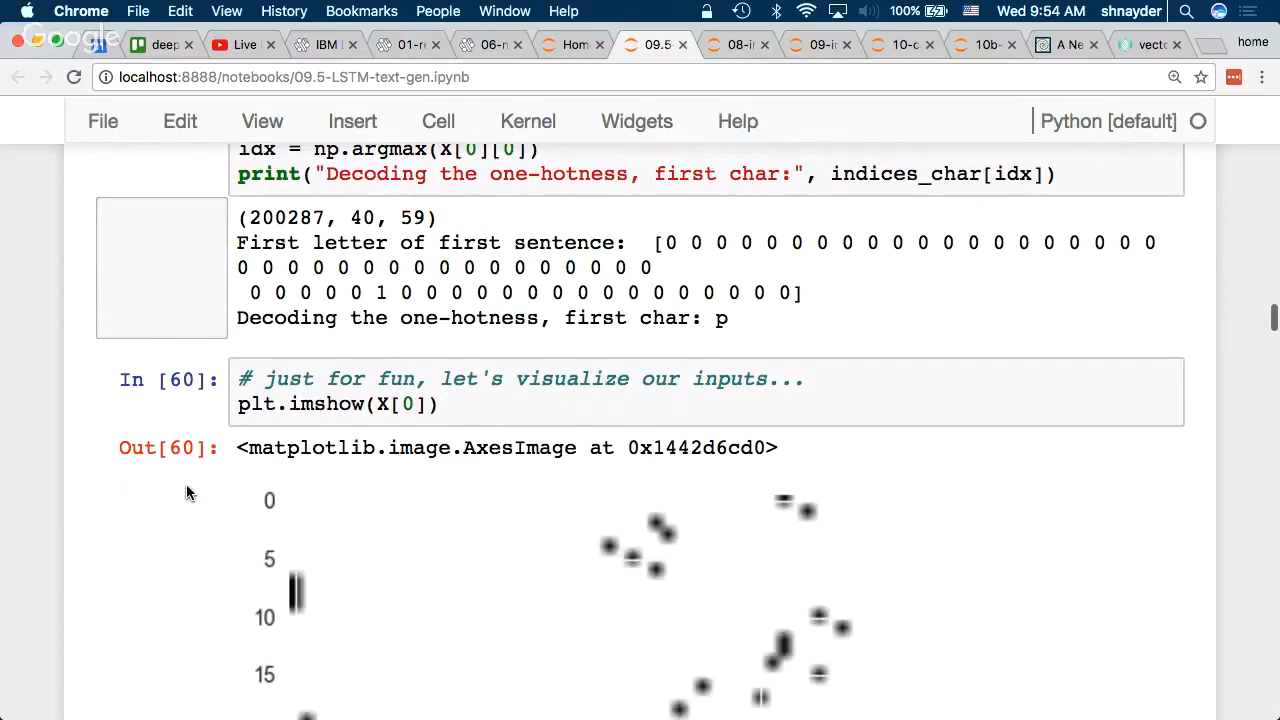 Chrome File Edit View History Bookmarks People Window Help 100% Wed 9:54 AM shnayder
Google
deep Live IBM 01-r 06-n Hom 09.5- 08-i 09-i 10- 10b- A Ne vect home
localhost:8888/notebooks/09.5-LSTM-text-gen.ipynb
File Edit View Insert Cell Kernel Widgets Help Python [default]
idx = np.argmax(X[0][0])
print("Decoding the one-hotness, first char:", indices_char[idx])
(200287, 40, 59)
First letter of first sentence:  [0 0 0 0 0 0 0 0 0 0 0 0 0 0 0 0 0 0 0 0
0 0 0 0 0 0 0 0 0 0 0 0 0 0 0 0 0
0 0 0 0 0 1 0 0 0 0 0 0 0 0 0 0 0 0 0 0 0 0]
Decoding the one-hotness, first char: p
In [60]: # just for fun, let's visualize our inputs...
plt.imshow(X[0])
Out[60]: <matplotlib.image.AxesImage at 0x1442d6cd0>
0
5
10
15